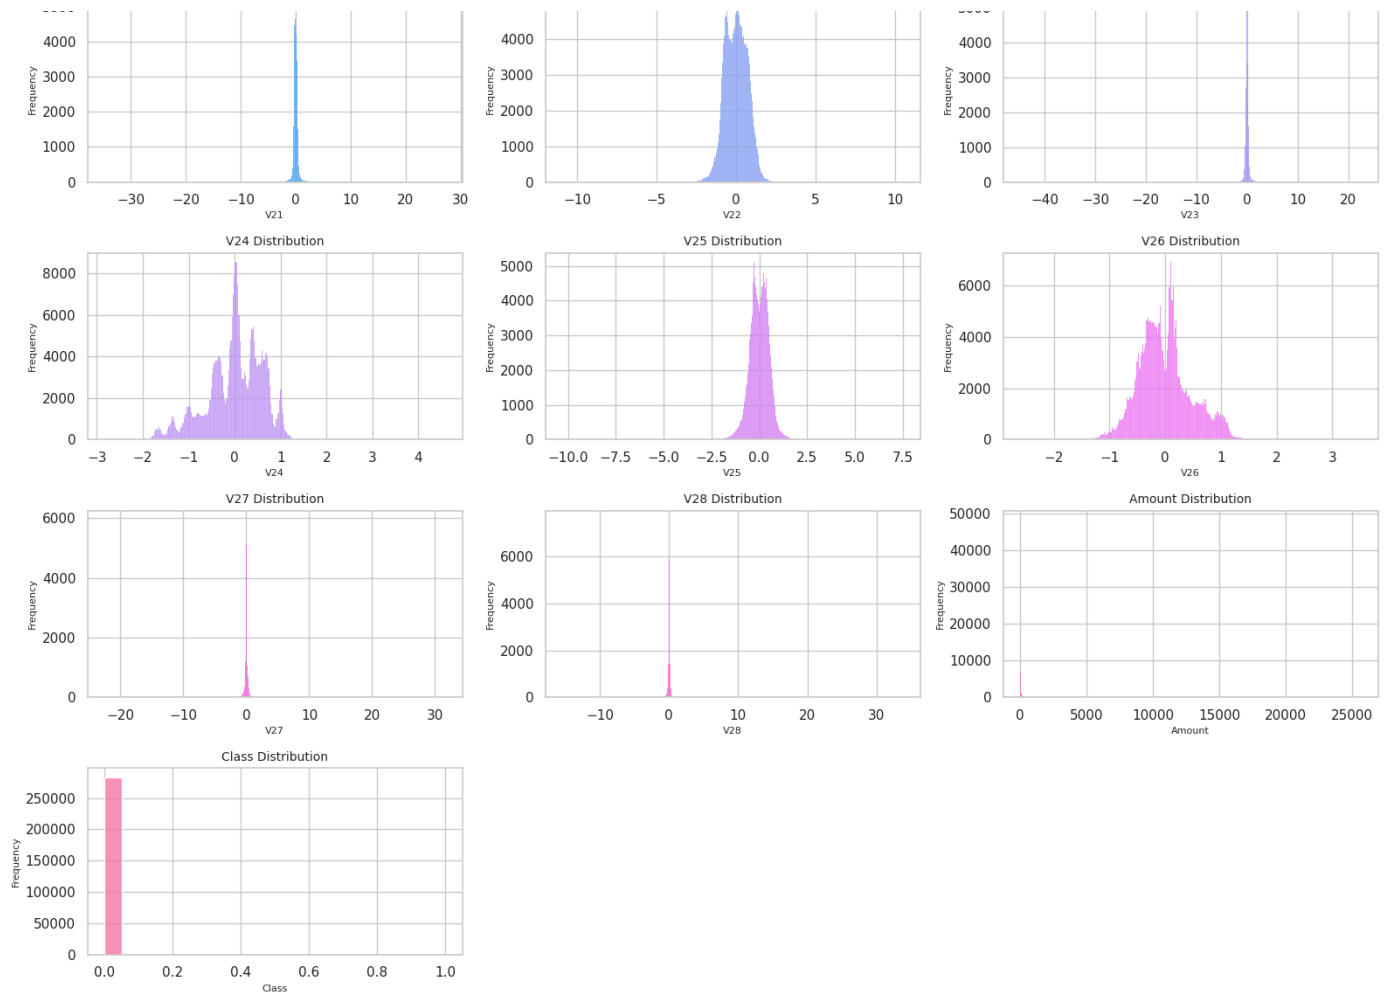 4000
3000
2000
1000
0
Frequency
−30 −20 −10 0 10 20 30
V21
4000
3000
2000
1000
0
Frequency
−10 −5 0 5 10
V22
5000
4000
3000
2000
1000
0
Frequency
−40 −30 −20 −10 0 10 20
V23
V24 Distribution
8000
6000
4000
2000
0
Frequency
−3 −2 −1 0 1 2 3 4
V24
V25 Distribution
5000
4000
3000
2000
1000
0
Frequency
−10.0 −7.5 −5.0 −2.5 0.0 2.5 5.0 7.5
V25
V26 Distribution
6000
4000
2000
0
Frequency
−2 −1 0 1 2 3
V26
V27 Distribution
6000
4000
2000
0
Frequency
−20 −10 0 10 20 30
V27
V28 Distribution
6000
4000
2000
0
Frequency
−10 0 10 20 30
V28
Amount Distribution
50000
40000
30000
20000
10000
0
Frequency
0 5000 10000 15000 20000 25000
Amount
Class Distribution
250000
200000
150000
100000
50000
0
Frequency
0.0 0.2 0.4 0.6 0.8 1.0
Class